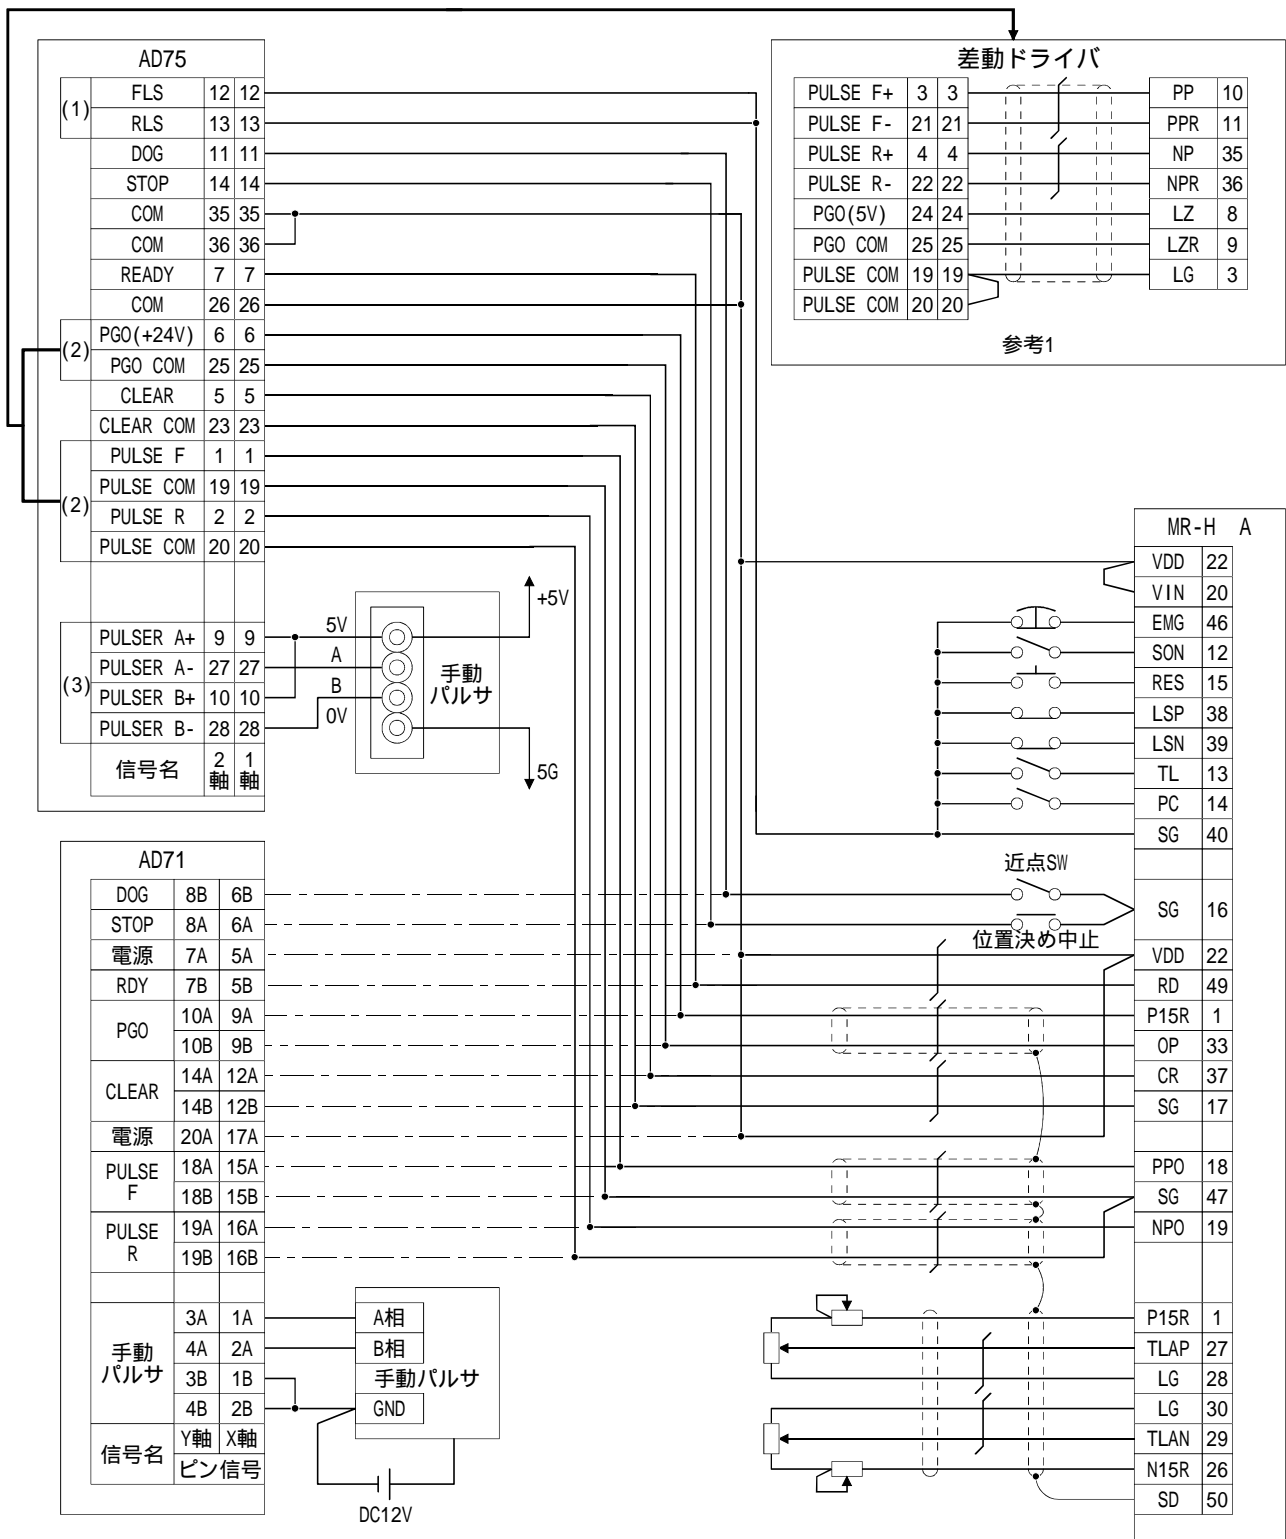 AD75
(1)
FLS 12 12
RLS 13 13
DOG 11 11
STOP 14 14
COM 35 35
COM 36 36
READY 7 7
COM 26 26
(2)
PGO(+24V) 6 6
PGO COM 25 25
CLEAR 5 5
CLEAR COM 23 23
(2)
PULSE F 1 1
PULSE COM 19 19
PULSE R 2 2
PULSE COM 20 20
(3)
PULSER A+ 9 9
PULSER A- 27 27
PULSER B+ 10 10
PULSER B- 28 28
信号名 2軸 1軸
5V
A
B
0V
手動
パルサ
+5V
5G
差動ドライバ
PULSE F+ 3 3 PP 10
PULSE F- 21 21 PPR 11
PULSE R+ 4 4 NP 35
PULSE R- 22 22 NPR 36
PGO(5V) 24 24 LZ 8
PGO COM 25 25 LZR 9
PULSE COM 19 19 LG 3
PULSE COM 20 20
参考1
MR-H A
VDD 22
VIN 20
EMG 46
SON 12
RES 15
LSP 38
LSN 39
TL 13
PC 14
SG 40
近点SW
SG 16
位置決め中止
VDD 22
RD 49
P15R 1
OP 33
CR 37
SG 17
PPO 18
SG 47
NPO 19
P15R 1
TLAP 27
LG 28
LG 30
TLAN 29
N15R 26
SD 50
AD71
DOG 8B 6B
STOP 8A 6A
電源 7A 5A
RDY 7B 5B
PGO
10A 9A
10B 9B
CLEAR
14A 12A
14B 12B
電源 20A 17A
PULSE
F
18A 15A
18B 15B
PULSE
R
19A 16A
19B 16B
手動
パルサ
3A 1A
4A 2A
3B 1B
4B 2B
信号名
Y軸 X軸
ピン信号
A相
B相
手動パルサ
GND
DC12V